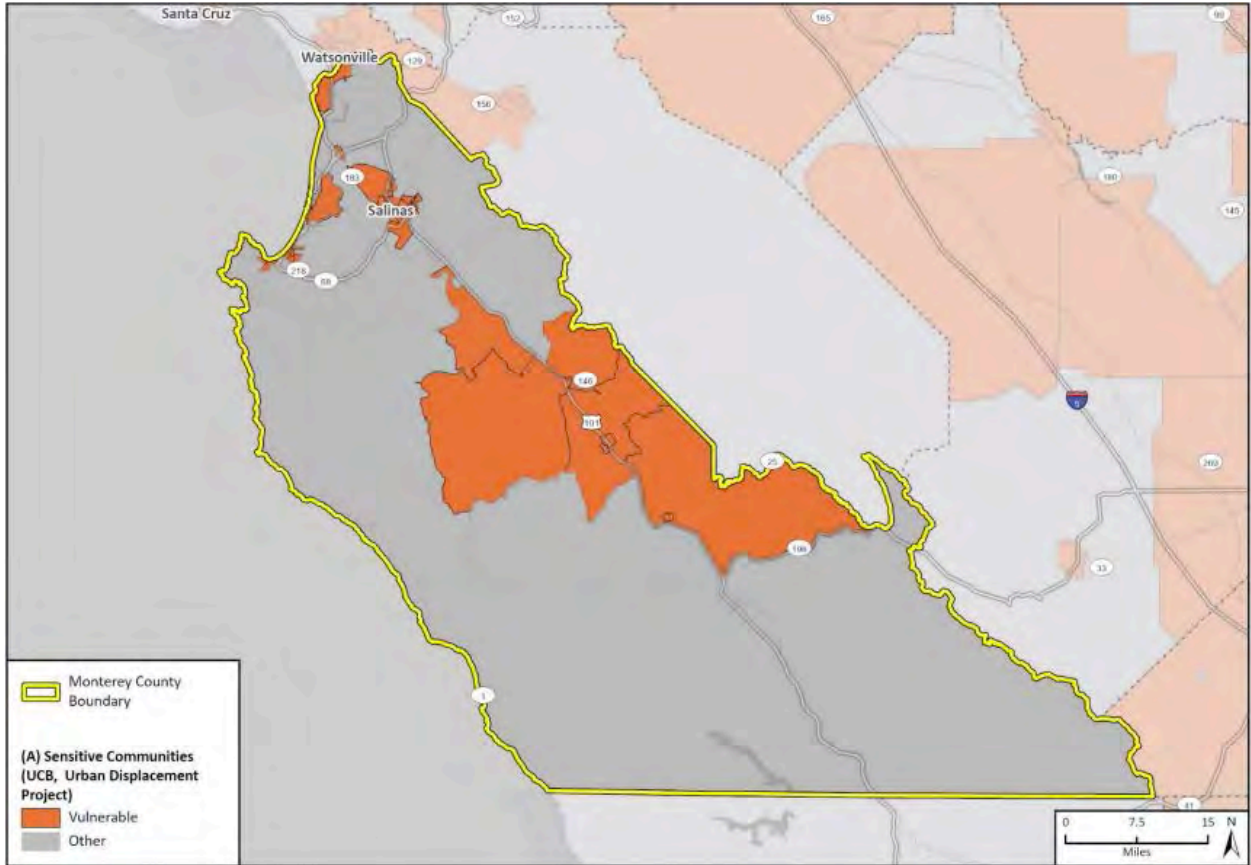 Santa Cruz
152
165
99
Watsonville
129
156
180
183
145
Salinas
218
68
146
5
101
25
269
198
33
1
Monterey County
Boundary
(A) Sensitive Communities
(UCB, Urban Displacement
Project)
Vulnerable
Other
41
0 7.5 15 N
Miles